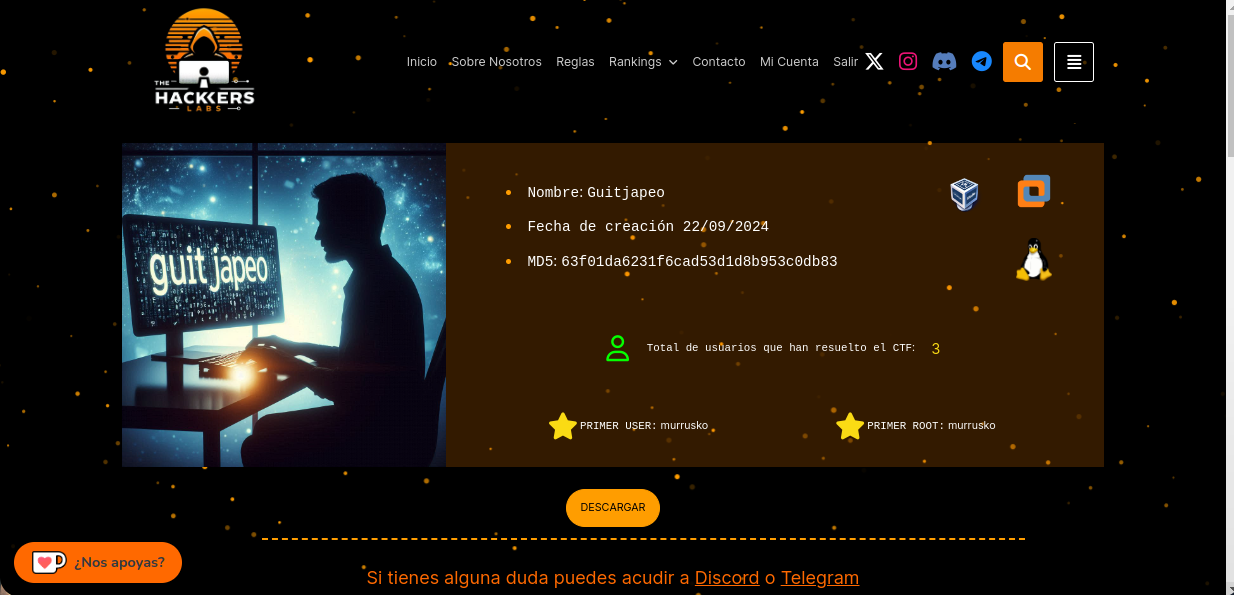 THE
HACKERS
LABS
Inicio Sobre Nosotros Reglas Rankings Contacto Mi Cuenta Salir
guitjapeo
Nombre: Guitjapeo
Fecha de creación 22/09/2024
MD5: 63f01da6231f6cad53d1d8b953c0db83
Total de usuarios que han resuelto el CTF: 3
PRIMER USER: murrusko PRIMER ROOT: murrusko
DESCARGAR
¿Nos apoyas?
Si tienes alguna duda puedes acudir a Discord o Telegram